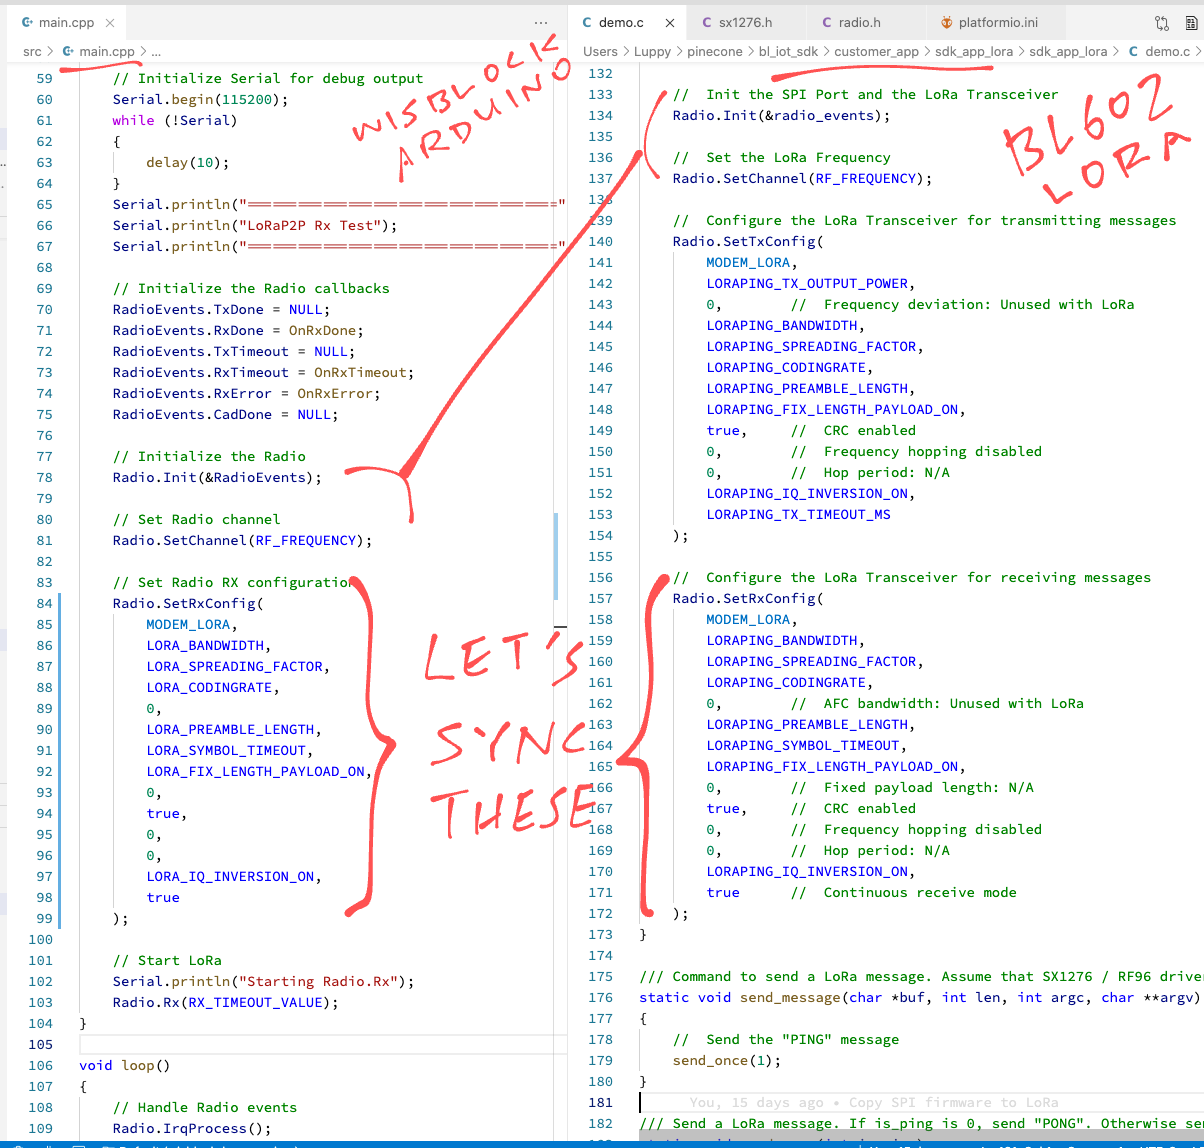 main.cpp
src > main.cpp > ...
59 // Initialize Serial for debug output
60 Serial.begin(115200);
61 while (!Serial)
62 {
63 delay(10);
64 }
65 Serial.println("====================================="
66 Serial.println("LoRaP2P Rx Test");
67 Serial.println("====================================="
68
69 // Initialize the Radio callbacks
70 RadioEvents.TxDone = NULL;
71 RadioEvents.RxDone = OnRxDone;
72 RadioEvents.TxTimeout = NULL;
73 RadioEvents.RxTimeout = OnRxTimeout;
74 RadioEvents.RxError = OnRxError;
75 RadioEvents.CadDone = NULL;
76
77 // Initialize the Radio
78 Radio.Init(&RadioEvents);
79
80 // Set Radio channel
81 Radio.SetChannel(RF_FREQUENCY);
82
83 // Set Radio RX configuration
84 Radio.SetRxConfig(
85 MODEM_LORA,
86 LORA_BANDWIDTH,
87 LORA_SPREADING_FACTOR,
88 LORA_CODINGRATE,
89 0,
90 LORA_PREAMBLE_LENGTH,
91 LORA_SYMBOL_TIMEOUT,
92 LORA_FIX_LENGTH_PAYLOAD_ON,
93 0,
94 true,
95 0,
96 0,
97 LORA_IQ_INVERSION_ON,
98 true
99 );
100
101 // Start LoRa
102 Serial.println("Starting Radio.Rx");
103 Radio.Rx(RX_TIMEOUT_VALUE);
104 }
105
106 void loop()
107 {
108 // Handle Radio events
109 Radio.IrqProcess();
WISBLOCK
ARDUINO
LET'S
SYNC
THESE
demo.c sx1276.h radio.h platformio.ini
Users > Luppy > pinecone > bl_iot_sdk > customer_app > sdk_app_lora > sdk_app_lora > demo.c >
132
133 // Init the SPI Port and the LoRa Transceiver
134 Radio.Init(&radio_events);
135
136 // Set the LoRa Frequency
137 Radio.SetChannel(RF_FREQUENCY);
138
139 // Configure the LoRa Transceiver for transmitting messages
140 Radio.SetTxConfig(
141 MODEM_LORA,
142 LORAPING_TX_OUTPUT_POWER,
143 0, // Frequency deviation: Unused with LoRa
144 LORAPING_BANDWIDTH,
145 LORAPING_SPREADING_FACTOR,
146 LORAPING_CODINGRATE,
147 LORAPING_PREAMBLE_LENGTH,
148 LORAPING_FIX_LENGTH_PAYLOAD_ON,
149 true, // CRC enabled
150 0, // Frequency hopping disabled
151 0, // Hop period: N/A
152 LORAPING_IQ_INVERSION_ON,
153 LORAPING_TX_TIMEOUT_MS
154 );
155
156 // Configure the LoRa Transceiver for receiving messages
157 Radio.SetRxConfig(
158 MODEM_LORA,
159 LORAPING_BANDWIDTH,
160 LORAPING_SPREADING_FACTOR,
161 LORAPING_CODINGRATE,
162 0, // AFC bandwidth: Unused with LoRa
163 LORAPING_PREAMBLE_LENGTH,
164 LORAPING_SYMBOL_TIMEOUT,
165 LORAPING_FIX_LENGTH_PAYLOAD_ON,
166 0, // Fixed payload length: N/A
167 true, // CRC enabled
168 0, // Frequency hopping disabled
169 0, // Hop period: N/A
170 LORAPING_IQ_INVERSION_ON,
171 true // Continuous receive mode
172 );
173 }
174
175 /// Command to send a LoRa message. Assume that SX1276 / RF96 driver
176 static void send_message(char *buf, int len, int argc, char **argv)
177 {
178 // Send the "PING" message
179 send_once(1);
180 }
181 You, 15 days ago • Copy SPI firmware to LoRa
182 /// Send a LoRa message. If is_ping is 0, send "PONG". Otherwise se
BL602
LORA